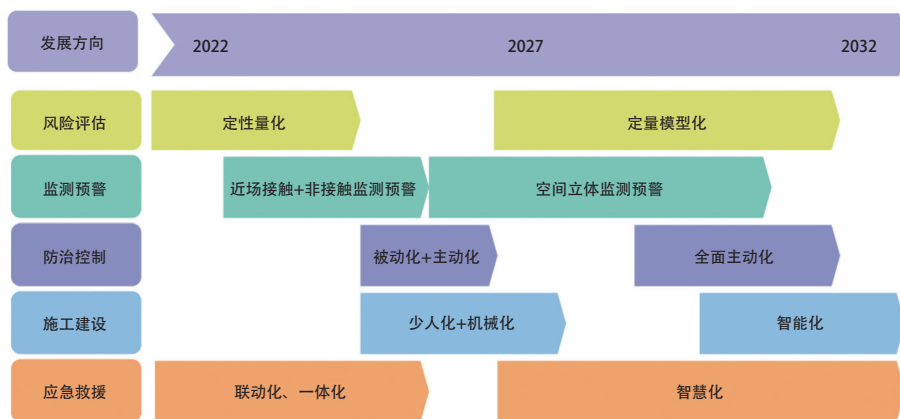 发展方向
2022
2027
2032
风险评估
定性量化
定量模型化
监测预警
近场接触+非接触监测预警
空间立体监测预警
防治控制
被动化+主动化
全面主动化
施工建设
少人化+机械化
智能化
应急救援
联动化、一体化
智慧化